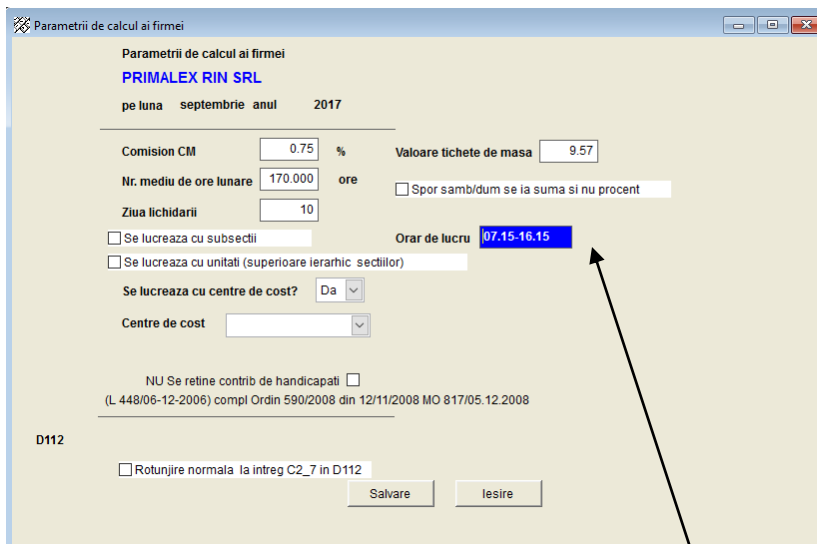 Parametrii de calcul ai firmei
Parametrii de calcul ai firmei
PRIMALEX RIN SRL
pe luna septembrie anul 2017
Comision CM 0.75 % Valoare tichete de masa 9.57
Nr. mediu de ore lunare 170.000 ore
Spor samb/dum se ia suma si nu procent
Ziua lichidarii 10
Se lucreaza cu subsectii Orar de lucru 07.15-16.15
Se lucreaza cu unitati (superioare ierarhic sectiilor)
Se lucreaza cu centre de cost? Da
Centre de cost
NU Se retine contrib de handicapati
(L 448/06-12-2006) compl Ordin 590/2008 din 12/11/2008 MO 817/05.12.2008
D112
Rotunjire normala la intreg C2_7 in D112
Salvare Iesire